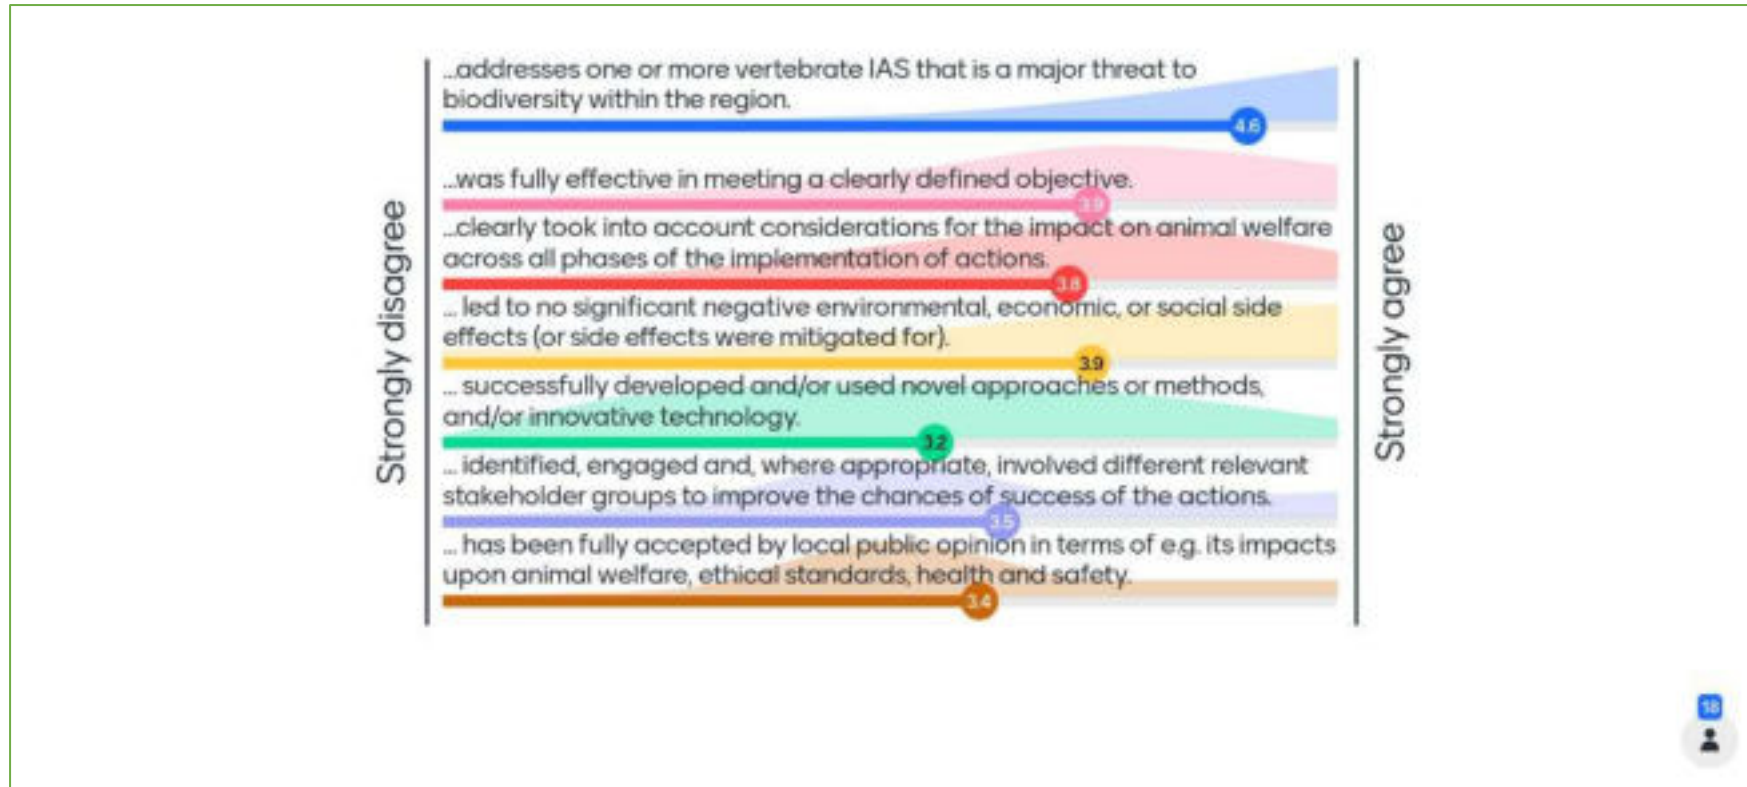 ...addresses one or more vertebrate IAS that is a major threat to
biodiversity within the region.
4.6
...was fully effective in meeting a clearly defined objective.
3.9
...clearly took into account considerations for the impact on animal welfare
across all phases of the implementation of actions.
3.8
... led to no significant negative environmental, economic, or social side
effects (or side effects were mitigated for).
3.9
... successfully developed and/or used novel approaches or methods,
and/or innovative technology.
3.2
... identified, engaged and, where appropriate, involved different relevant
stakeholder groups to improve the chances of success of the actions.
3.5
... has been fully accepted by local public opinion in terms of e.g. its impacts
upon animal welfare, ethical standards, health and safety.
3.4
Strongly disagree
Strongly agree
18